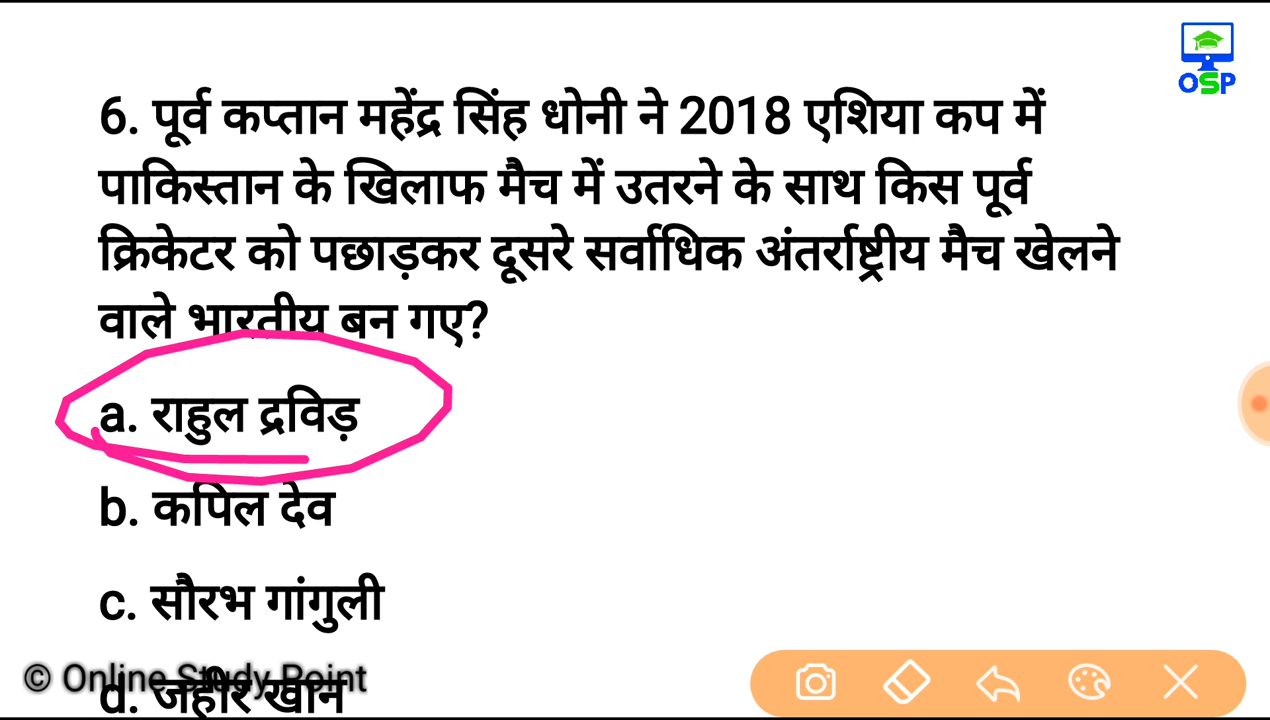 OSP
6. पूर्व कप्तान महेंद्र सिंह धोनी ने 2018 एशिया कप में
पाकिस्तान के खिलाफ मैच में उतरने के साथ किस पूर्व
क्रिकेटर को पछाड़कर दूसरे सर्वाधिक अंतर्राष्ट्रीय मैच खेलने
वाले भारतीय बन गए?
a. राहुल द्रविड़
b. कपिल देव
c. सौरभ गांगुली
© Online Study Point
d. जहीर खान